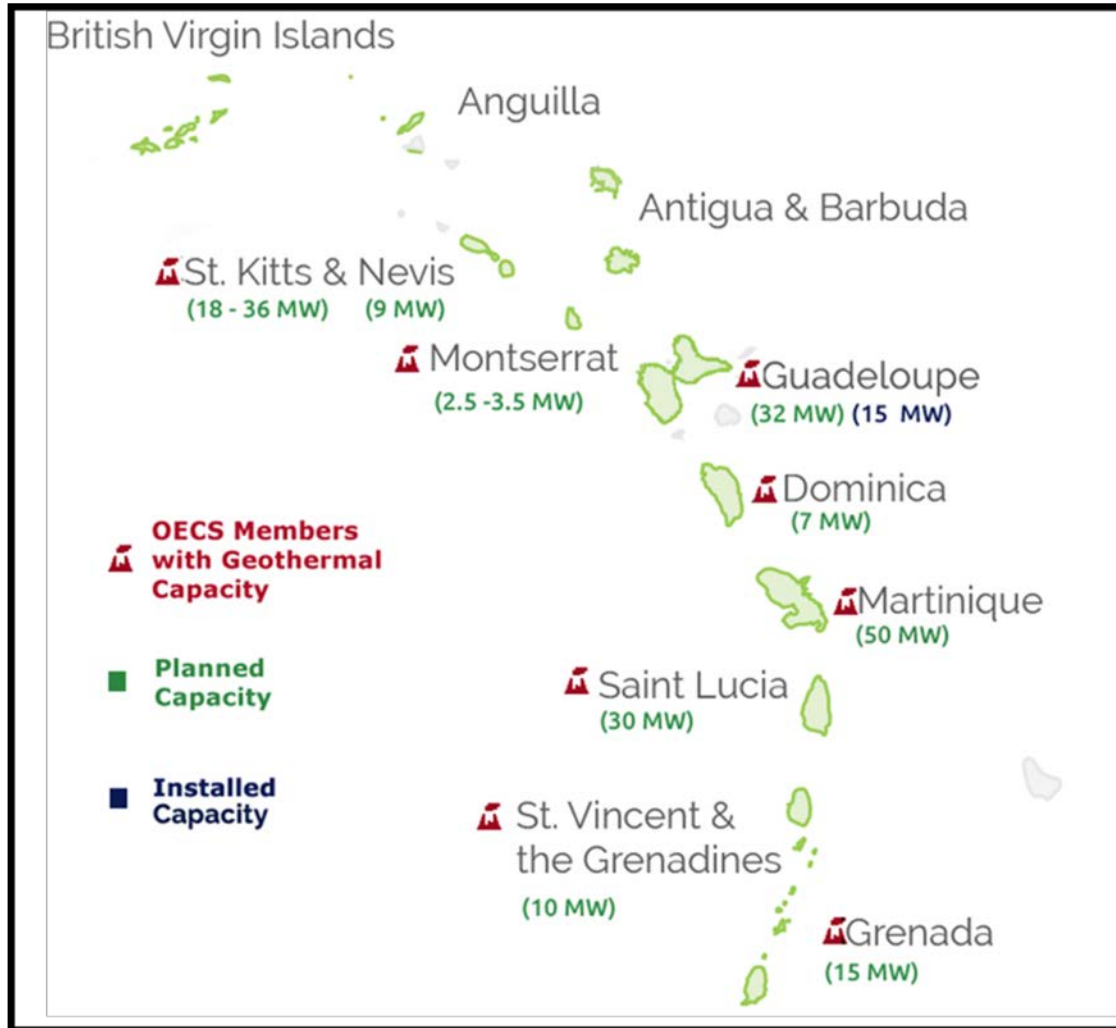 British Virgin Islands
Anguilla
Antigua & Barbuda
St. Kitts & Nevis
(18 - 36 MW) (9 MW)
Montserrat
(2.5 -3.5 MW)
Guadeloupe
(32 MW) (15 MW)
Dominica
(7 MW)
OECS Members
with Geothermal
Capacity
Martinique
(50 MW)
Planned
Capacity
Saint Lucia
(30 MW)
Installed
Capacity
St. Vincent &
the Grenadines
(10 MW)
Grenada
(15 MW)